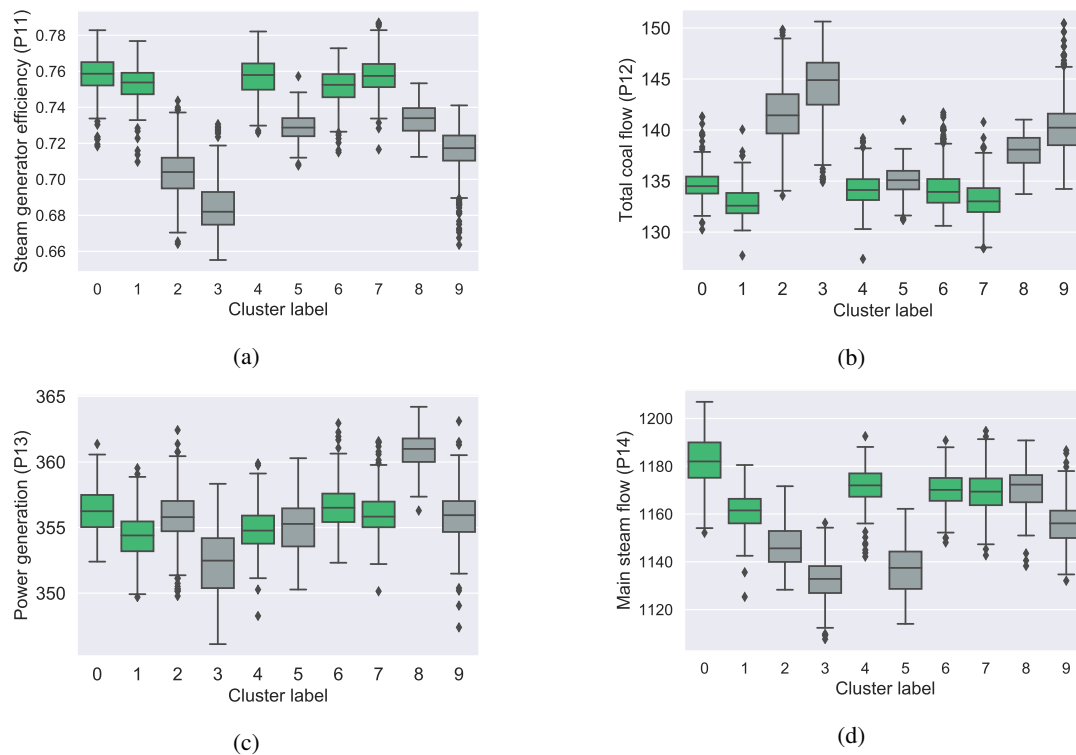 Steam generator efficiency (P11)
0.78
0.76
0.74
0.72
0.70
0.68
0.66
0 1 2 3 4 5 6 7 8 9
Cluster label
(a)
Total coal flow (P12)
150
145
140
135
130
0 1 2 3 4 5 6 7 8 9
Cluster label
(b)
Power generation (P13)
365
360
355
350
0 1 2 3 4 5 6 7 8 9
Cluster label
(c)
Main steam flow (P14)
1200
1180
1160
1140
1120
0 1 2 3 4 5 6 7 8 9
Cluster label
(d)